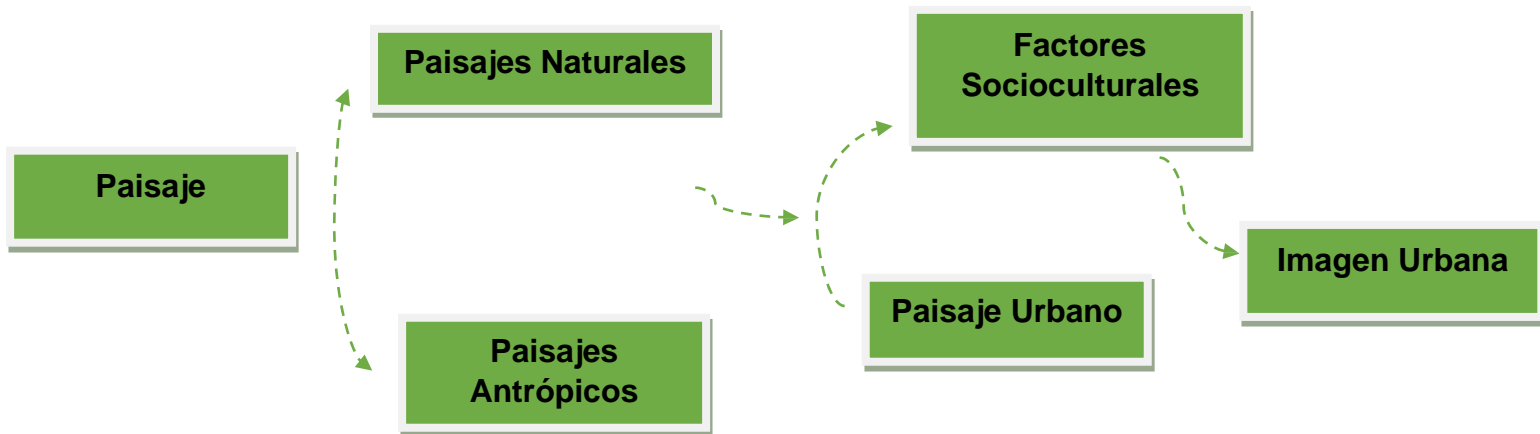 Paisaje
Paisajes Naturales
Paisajes
Antrópicos
Factores
Socioculturales
Paisaje Urbano
Imagen Urbana